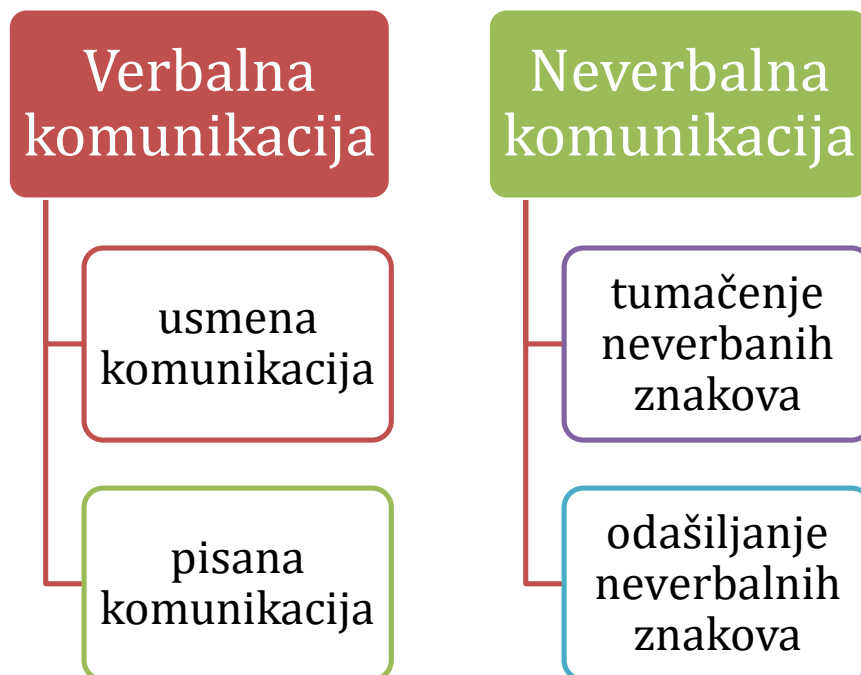 Verbalna
komunikacija
usmena
komunikacija
pisana
komunikacija
Neverbalna
komunikacija
tumačenje
neverbanih
znakova
odašiljanje
neverbalnih
znakova